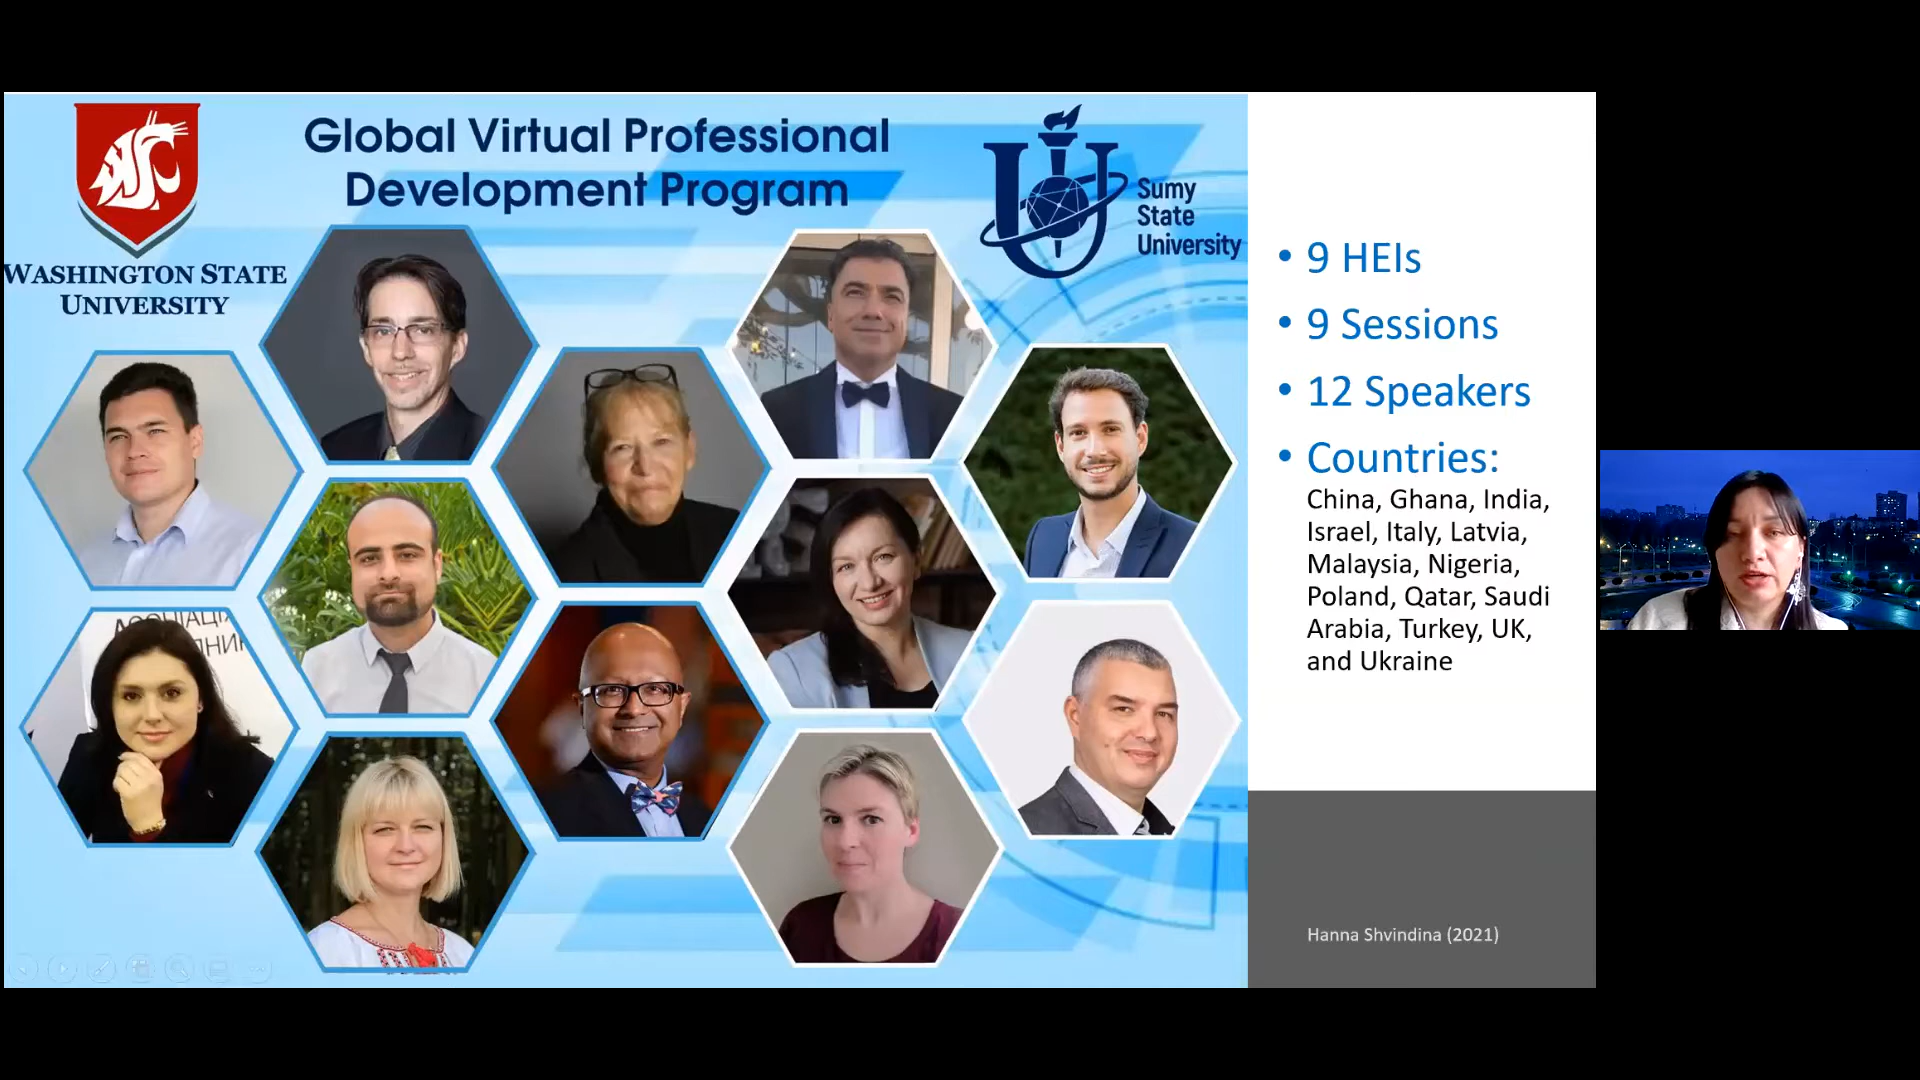 Global Virtual Professional
Development Program
WASHINGTON STATE
UNIVERSITY
Sumy
State
University
• 9 HEIs
• 9 Sessions
• 12 Speakers
• Countries:
China, Ghana, India,
Israel, Italy, Latvia,
Malaysia, Nigeria,
Poland, Qatar, Saudi
Arabia, Turkey, UK,
and Ukraine
Hanna Shvindina (2021)